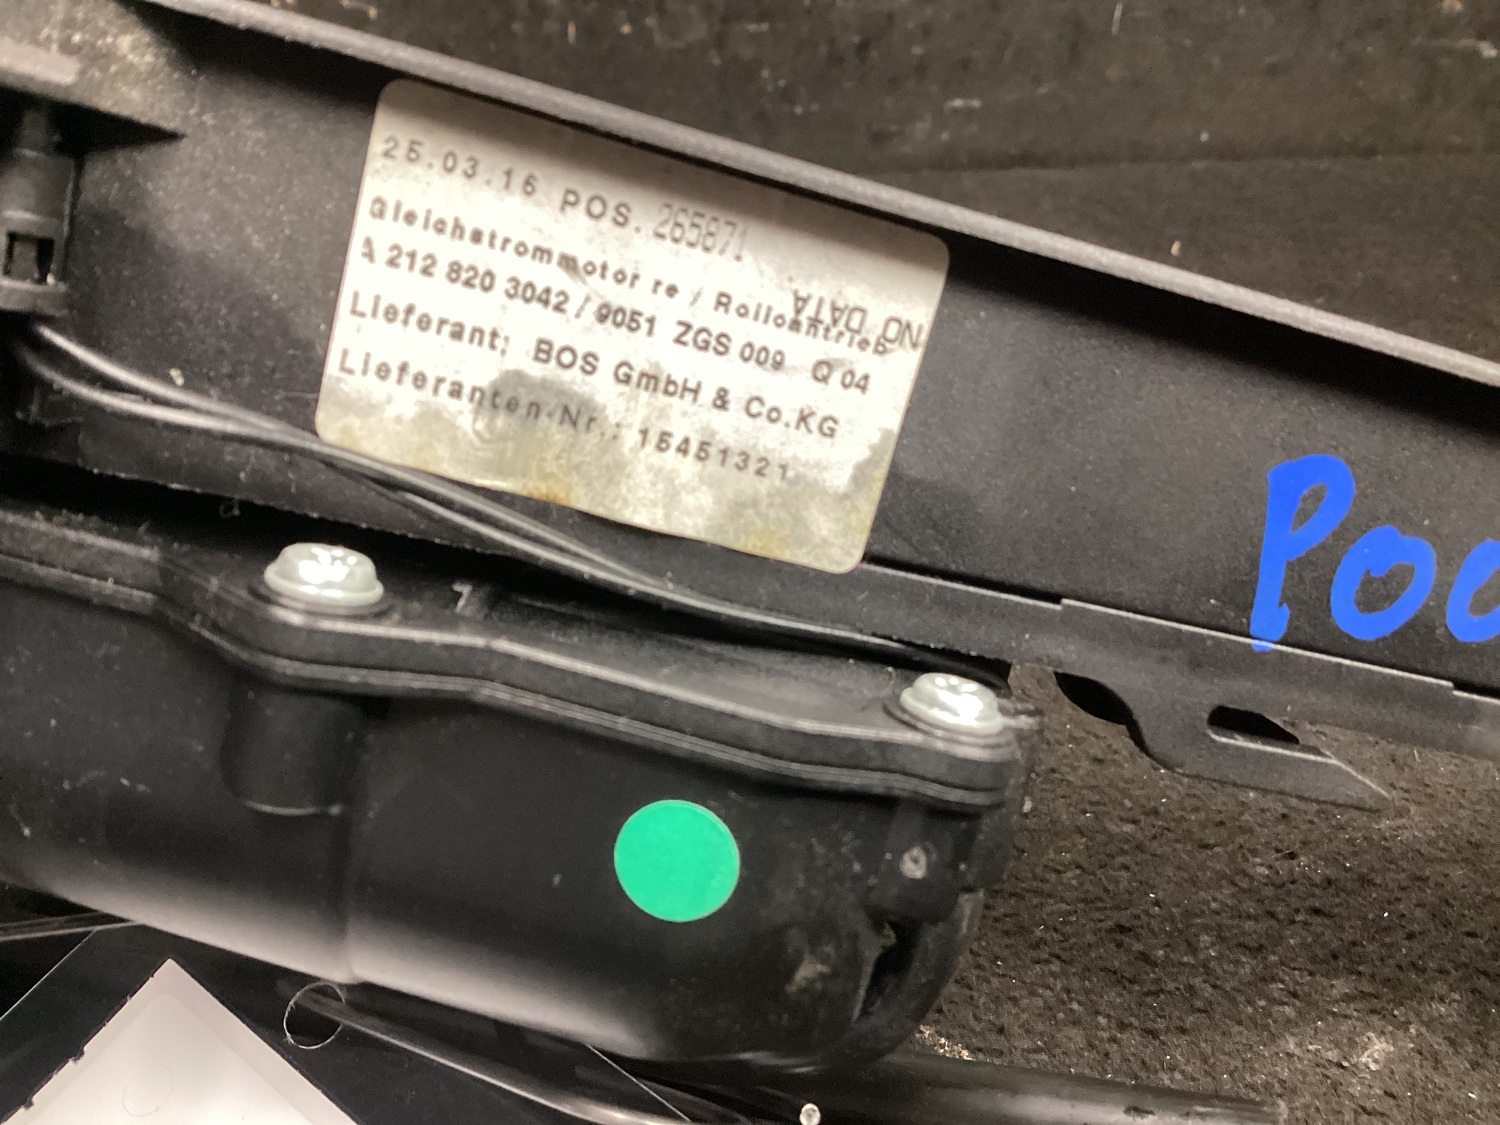 25.03.16 POS. 265871
NO DATA
Gleichstrommotor re / Rolloantrieb
A 212 820 3042 / 9051 ZGS 009 Q 04
Lieferant: BOS GmbH & Co.KG
Lieferanten-Nr.: 15451321
Poo